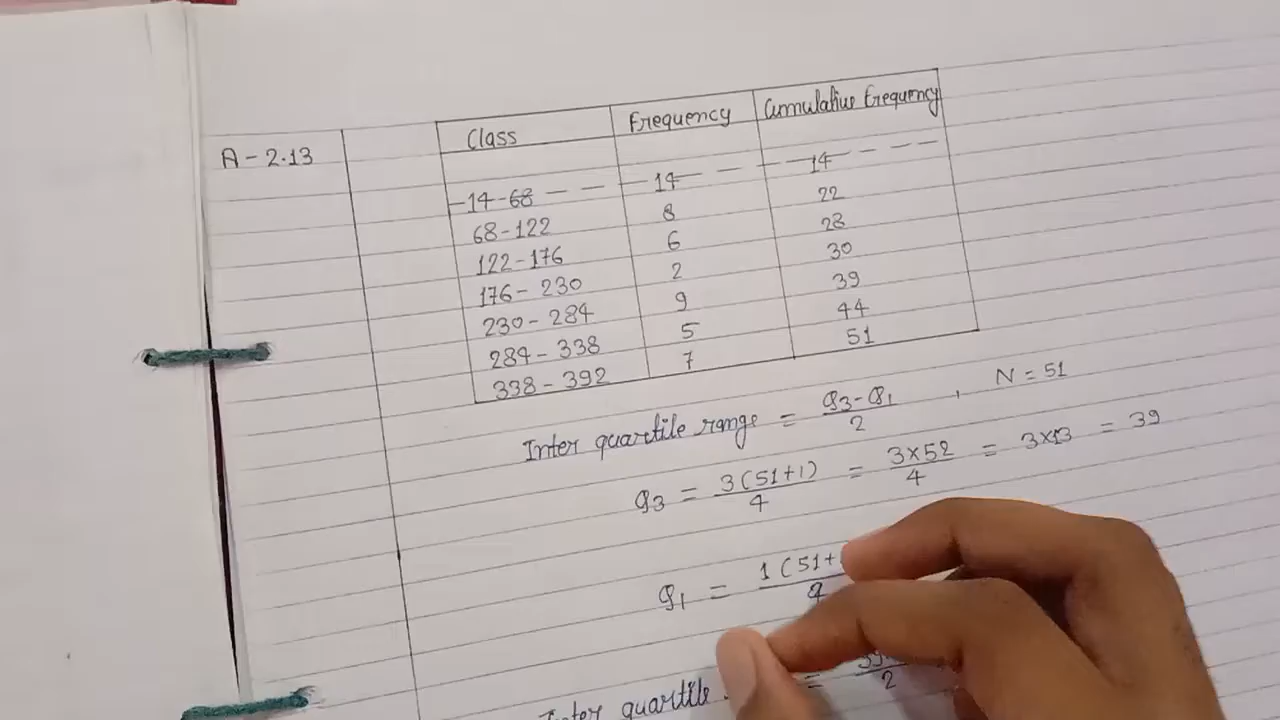 A - 2.13
Class Frequency Cumulative Frequency
14-68 14 14
68-122 8 22
122-176 6 28
176-230 2 30
230-284 9 39
284-338 5 44
338-392 7 51
Inter quartile range = Q3-Q1/2 , N = 51
Q3 = 3(51+1)/4 = 3×52/4 = 3×13 = 39
Q1 = 1(51+/4
Inter quartile = /2